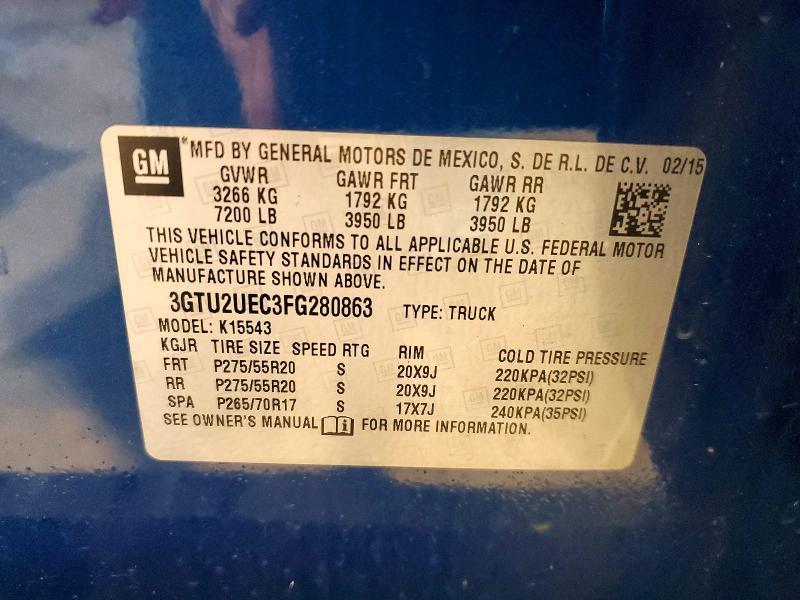 GM
*MFD BY GENERAL MOTORS DE MEXICO, S. DE R.L. DE C.V. 02/15
GVWR GAWR FRT GAWR RR
3266 KG 1792 KG 1792 KG
7200 LB 3950 LB 3950 LB
THIS VEHICLE CONFORMS TO ALL APPLICABLE U.S. FEDERAL MOTOR
VEHICLE SAFETY STANDARDS IN EFFECT ON THE DATE OF
MANUFACTURE SHOWN ABOVE.
3GTU2UEC3FG280863 TYPE: TRUCK
MODEL: K15543
KGJR TIRE SIZE SPEED RTG RIM COLD TIRE PRESSURE
FRT P275/55R20 S 20X9J 220KPA(32PSI)
RR P275/55R20 S 20X9J 220KPA(32PSI)
SPA P265/70R17 S 17X7J 240KPA(35PSI)
SEE OWNER'S MANUAL FOR MORE INFORMATION.